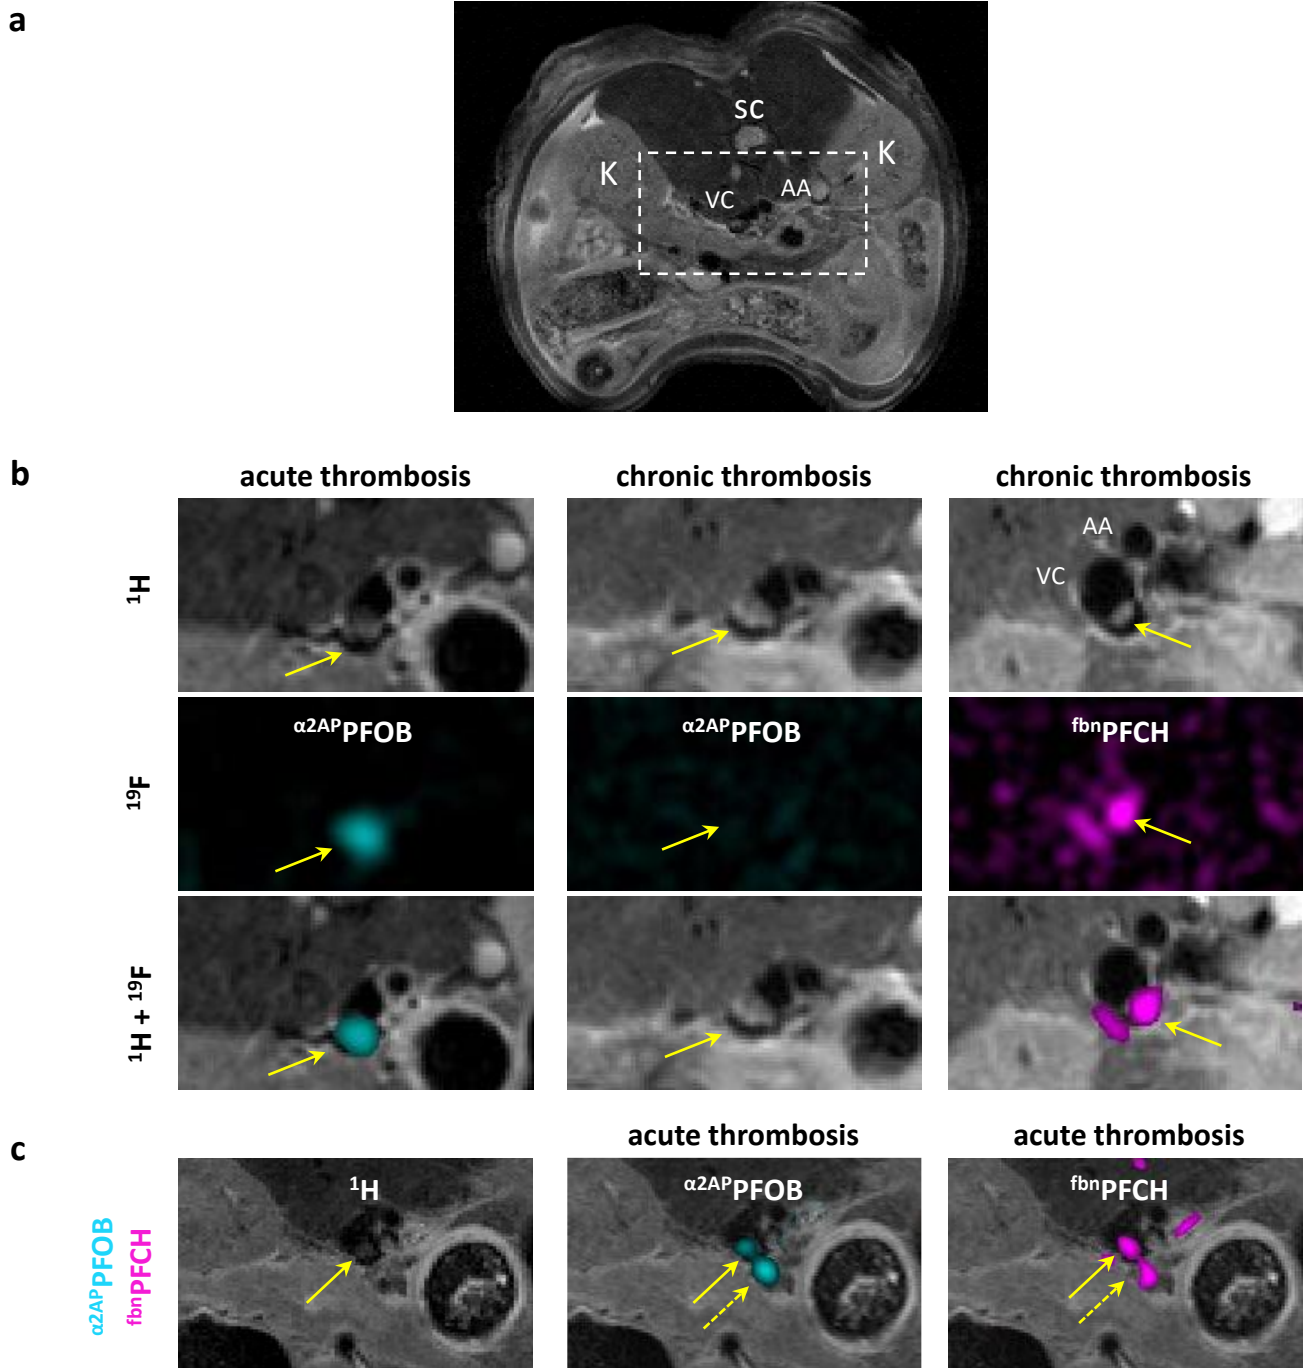 a
SC
K
K
VC
AA
b
acute thrombosis
chronic thrombosis
chronic thrombosis
¹H
AA
VC
¹⁹F
α2APPFOB
α2APPFOB
fbnPFCH
¹H + ¹⁹F
c
acute thrombosis
acute thrombosis
α2APPFOB
fbnPFCH
¹H
α2APPFOB
fbnPFCH